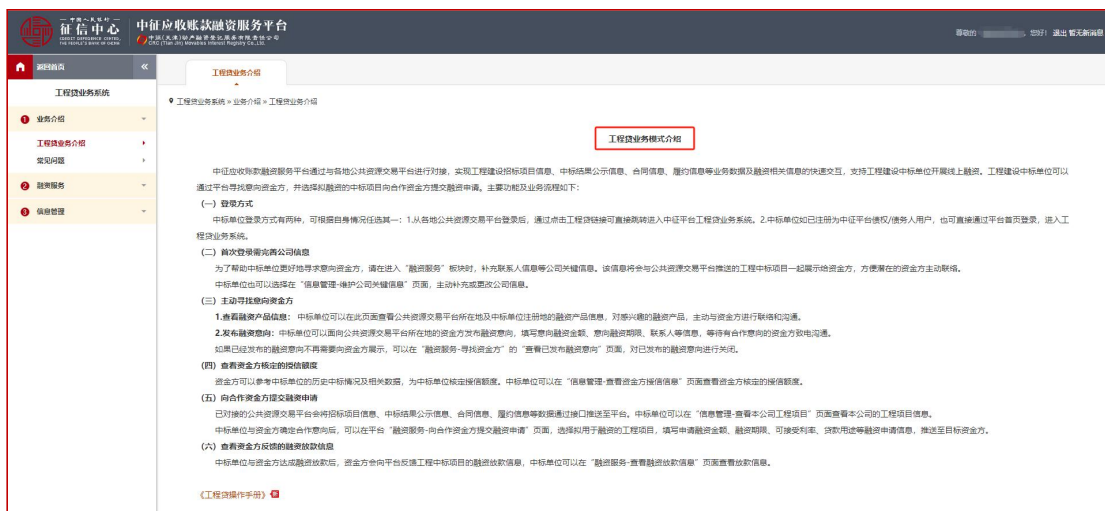 中国人民银行
征信中心
CREDIT REFERENCE CENTER,
THE PEOPLE'S BANK OF CHINA
中征应收账款融资服务平台
中征(天津)动产融资登记服务有限责任公司
CRC (Tian Jin) Movables Interest Registry Co.,Ltd.
尊敬的
,您好! 退出 暂无新消息
返回首页
工程贷业务系统
1 业务介绍
工程贷业务介绍
常见问题
2 融资服务
3 信息管理
工程贷业务介绍
工程贷业务系统 » 业务介绍 » 工程贷业务介绍
工程贷业务模式介绍
中征应收账款融资服务平台通过与各地公共资源交易平台进行对接，实现工程建设招标项目信息、中标结果公示信息、合同信息、履约信息等业务数据及融资相关信息的快速交互，支持工程建设中标单位开展线上融资。工程建设中标单位可以
通过平台寻找意向资金方，并选择拟融资的中标项目向合作资金方提交融资申请。主要功能及业务流程如下：
（一）登录方式
中标单位登录方式有两种，可根据自身情况任选其一：1.从各地公共资源交易平台登录后，通过点击工程贷链接可直接跳转进入中征平台工程贷业务系统。2.中标单位如已注册为中征平台债权/债务人用户，也可直接通过平台首页登录，进入工
程贷业务系统。
（二）首次登录需完善公司信息
为了帮助中标单位更好地寻求意向资金方，请在进入“融资服务”板块时，补充联系人信息等公司关键信息。该信息将会与公共资源交易平台推送的工程中标项目一起展示给资金方，方便潜在的资金方主动联络。
中标单位也可以选择在“信息管理-维护公司关键信息”页面，主动补充或更改公司信息。
（三）主动寻找意向资金方
1.查看融资产品信息：中标单位可以在此页面查看公共资源交易平台所在地及中标单位注册地的融资产品信息，对感兴趣的融资产品，主动与资金方进行联络和沟通。
2.发布融资意向：中标单位可以面向公共资源交易平台所在地的资金方发布融资意向，填写意向融资金额、意向融资期限、联系人等信息，等待有合作意向的资金方致电沟通。
如果已经发布的融资意向不再需要向资金方展示，可以在“融资服务-寻找资金方”的“查看已发布融资意向”页面，对已发布的融资意向进行关闭。
（四）查看资金方核定的授信额度
资金方可以参考中标单位的历史中标情况及相关数据，为中标单位核定授信额度。中标单位可以在“信息管理-查看资金方授信信息”页面查看资金方核定的授信额度。
（五）向合作资金方提交融资申请
已对接的公共资源交易平台会将招标项目信息、中标结果公示信息、合同信息、履约信息等数据通过接口推送至平台。中标单位可以在“信息管理-查看本公司工程项目”页面查看本公司的工程项目信息。
中标单位与资金方确定合作意向后，可以在平台“融资服务-向合作资金方提交融资申请”页面，选择拟用于融资的工程项目，填写申请融资金额、融资期限、可接受利率、贷款用途等融资申请信息，推送至目标资金方。
（六）查看资金方反馈的融资放款信息
中标单位与资金方达成融资放款后，资金方会向平台反馈工程中标项目的融资放款信息，中标单位可以在“融资服务-查看融资放款信息”页面查看放款信息。
《工程贷操作手册》